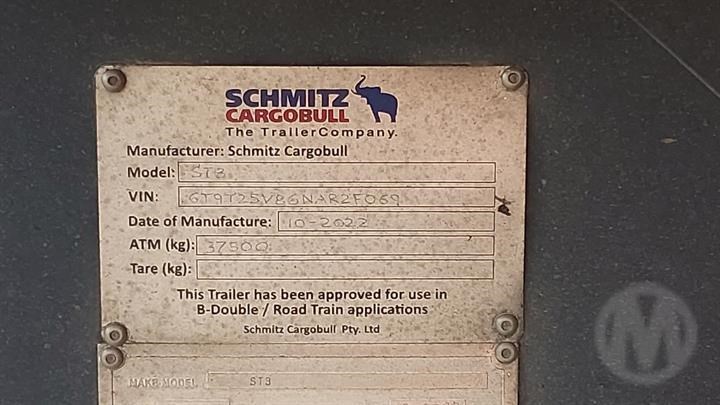 SCHMITZ
CARGOBULL
The TrailerCompany.
Manufacturer: Schmitz Cargobull
Model: ST3
VIN: 6T9T25VB6NAR2F069
Date of Manufacture: 10-2022
ATM (kg): 37500
Tare (kg):
This Trailer has been approved for use in
B-Double / Road Train applications
Schmitz Cargobull Pty. Ltd
MAKE-MODEL ST3